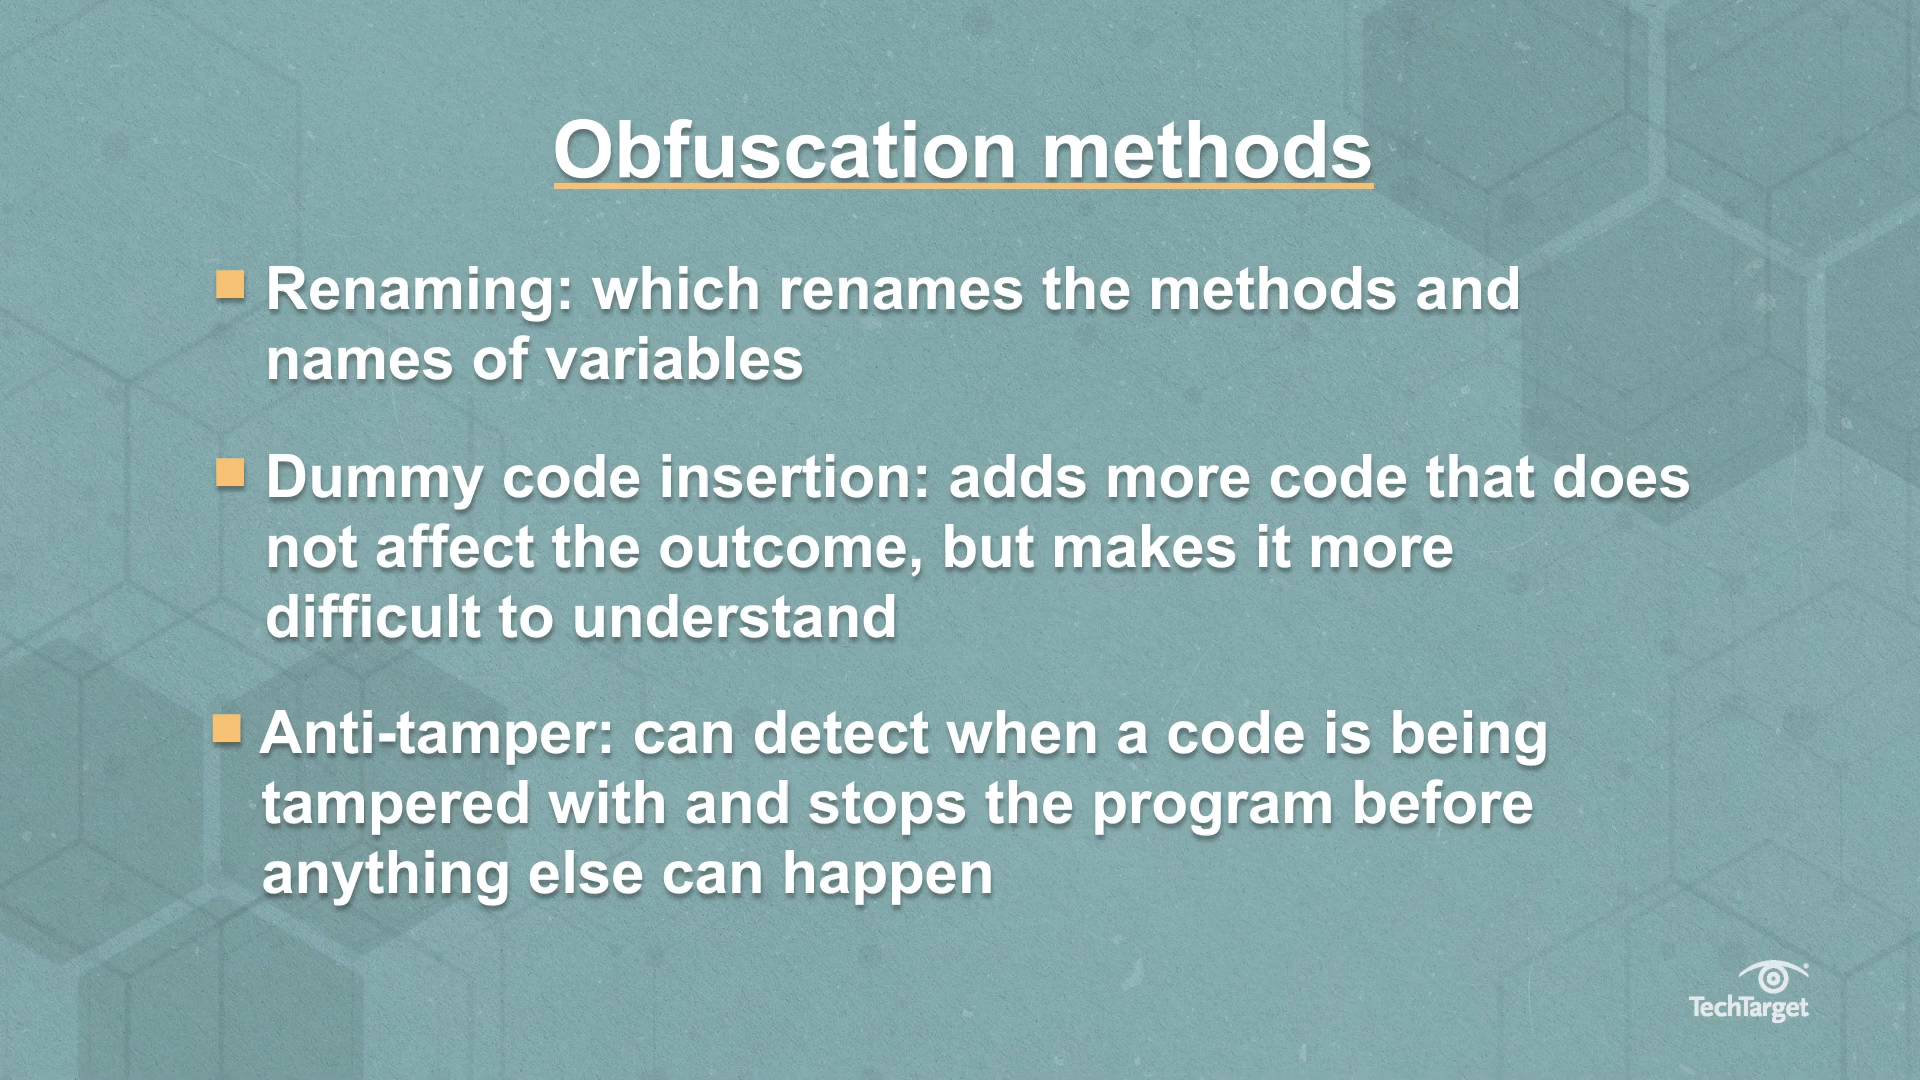 Obfuscation methods
Renaming: which renames the methods and
names of variables
Dummy code insertion: adds more code that does
not affect the outcome, but makes it more
difficult to understand
Anti-tamper: can detect when a code is being
tampered with and stops the program before
anything else can happen
TechTarget